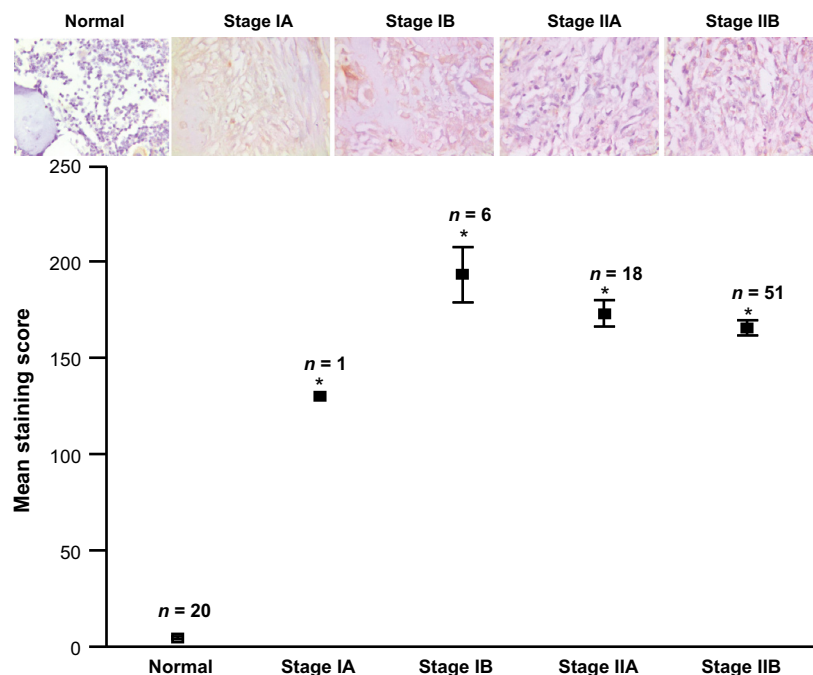 Normal Stage IA Stage IB Stage IIA Stage IIB
250
200
150
100
50
0
Mean staining score
n = 20
n = 1
*
n = 6
*
n = 18
*
n = 51
*
Normal Stage IA Stage IB Stage IIA Stage IIB